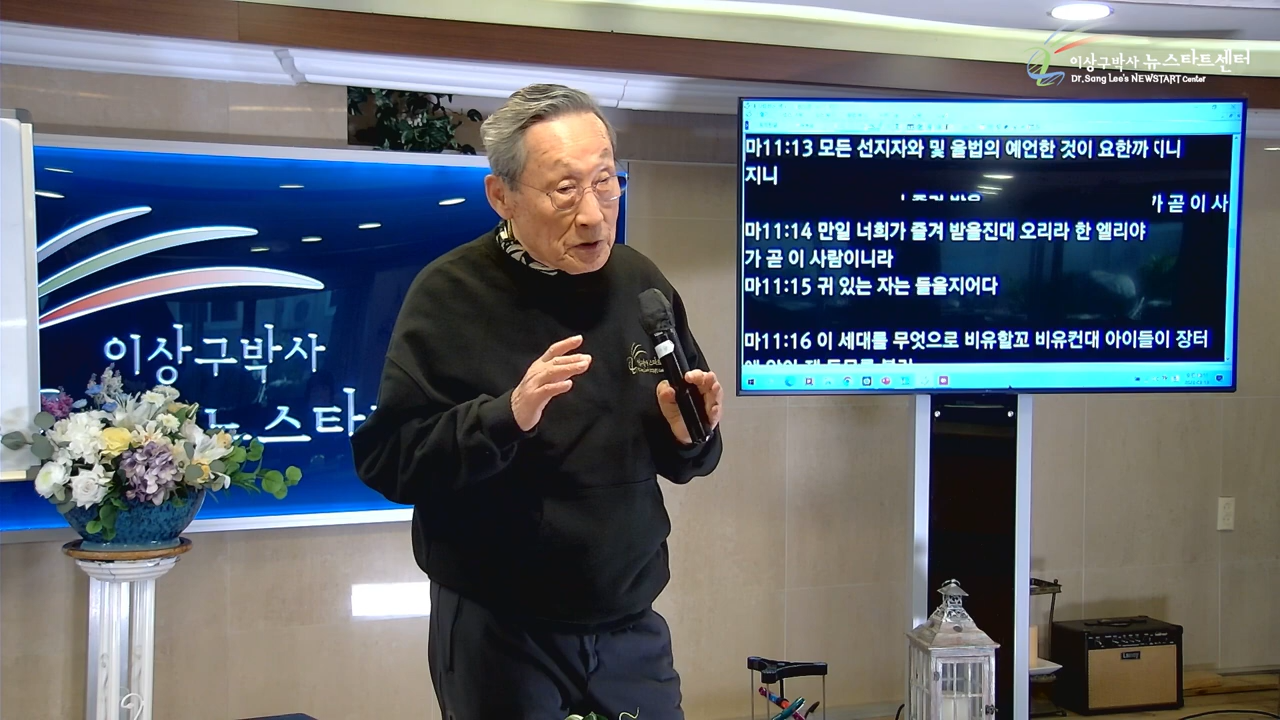 이상구박사 뉴스타트센터
Dr. Sang Lee's NEWSTART Center
마11:13 모든 선지자와 및 율법의 예언한 것이 요한까지니
지니
가 곧 이 사
마11:14 만일 너희가 즐겨 받을진대 오리라 한 엘리야
가 곧 이 사람이니라
마11:15 귀 있는 자는 들을지어다
마11:16 이 세대를 무엇으로 비유할꼬 비유컨대 아이들이 장터
이상구박사
뉴스타